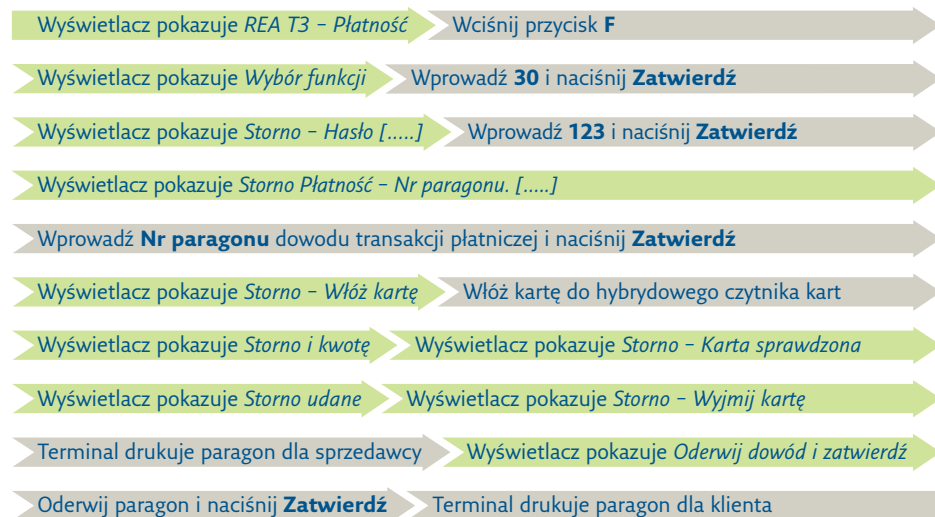 Wyświetlacz pokazuje REA T3 – Płatność Wciśnij przycisk F
Wyświetlacz pokazuje Wybór funkcji Wprowadź 30 i naciśnij Zatwierdź
Wyświetlacz pokazuje Storno – Hasło [.....] Wprowadź 123 i naciśnij Zatwierdź
Wyświetlacz pokazuje Storno Płatność – Nr paragonu. [.....]
Wprowadź Nr paragonu dowodu transakcji płatniczej i naciśnij Zatwierdź
Wyświetlacz pokazuje Storno – Włóż kartę Włóż kartę do hybrydowego czytnika kart
Wyświetlacz pokazuje Storno i kwotę Wyświetlacz pokazuje Storno – Karta sprawdzona
Wyświetlacz pokazuje Storno udane Wyświetlacz pokazuje Storno – Wyjmij kartę
Terminal drukuje paragon dla sprzedawcy Wyświetlacz pokazuje Oderwij dowód i zatwierdź
Oderwij paragon i naciśnij Zatwierdź Terminal drukuje paragon dla klienta